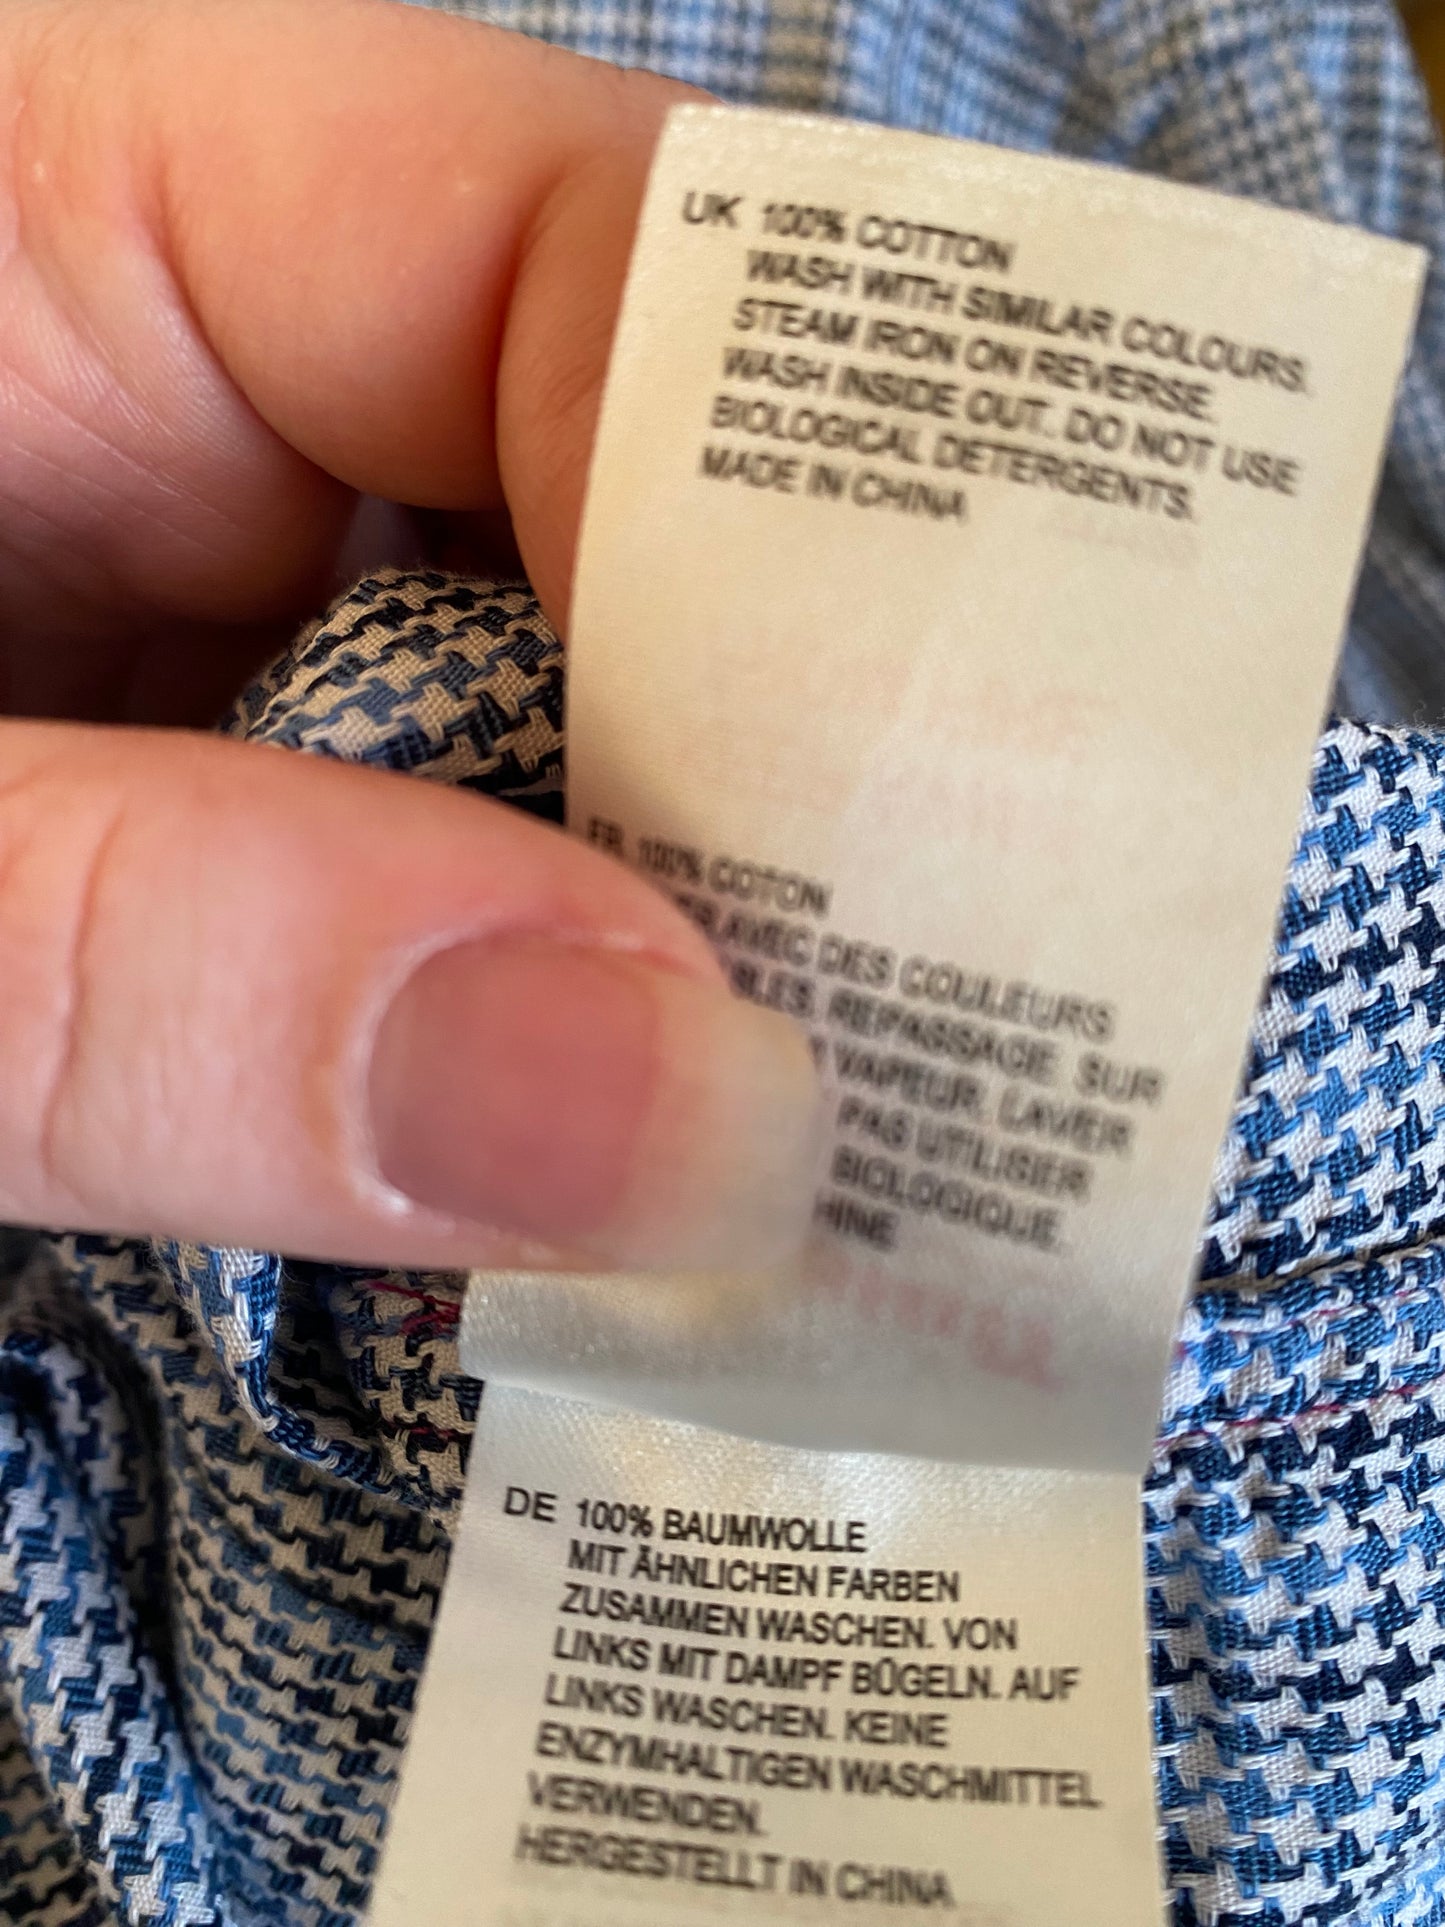 UK 100% COTTON
WASH WITH SIMILAR COLOURS.
STEAM IRON ON REVERSE.
WASH INSIDE OUT. DO NOT USE
BIOLOGICAL DETERGENTS.
MADE IN CHINA
FR 100% COTON
AVEC DES COULEURS
REPASSAGE SUR
VAPEUR. LAVER
PAS UTILISER
BIOLOGIQUE.
DE 100% BAUMWOLLE
MIT ÄHNLICHEN FARBEN
ZUSAMMEN WASCHEN. VON
LINKS MIT DAMPF BÜGELN. AUF
LINKS WASCHEN. KEINE
ENZYMHALTIGEN WASCHMITTEL
VERWENDEN.
HERGESTELLT IN CHINA